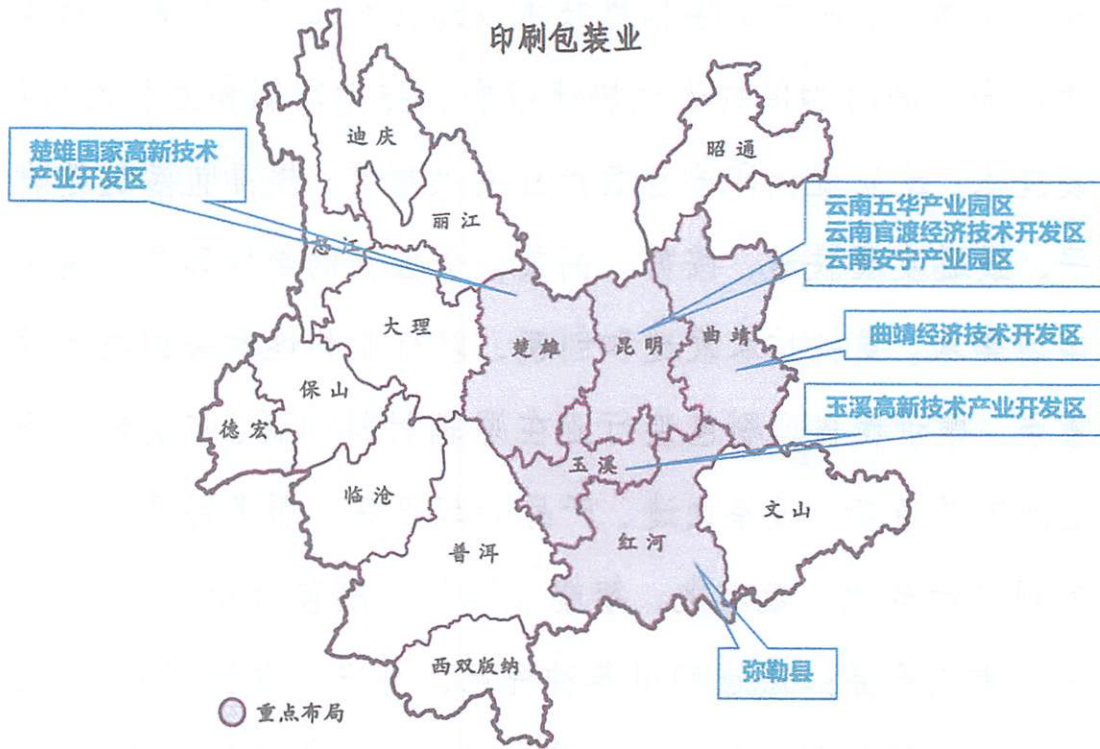 印刷包装业
迪庆
昭通
楚雄国家高新技术
产业开发区
丽江
怒江
云南五华产业园区
云南官渡经济技术开发区
云南安宁产业园区
大理
楚雄
昆明
曲靖
曲靖经济技术开发区
保山
德宏
玉溪高新技术产业开发区
玉溪
临沧
文山
普洱
红河
西双版纳
弥勒县
重点布局